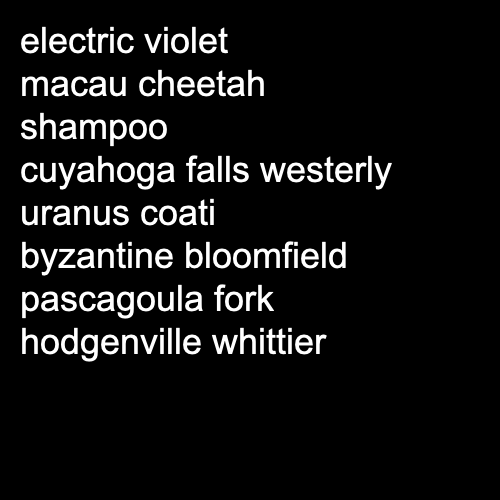 electric violet
macau cheetah
shampoo
cuyahoga falls westerly
uranus coati
byzantine bloomfield
pascagoula fork
hodgenville whittier